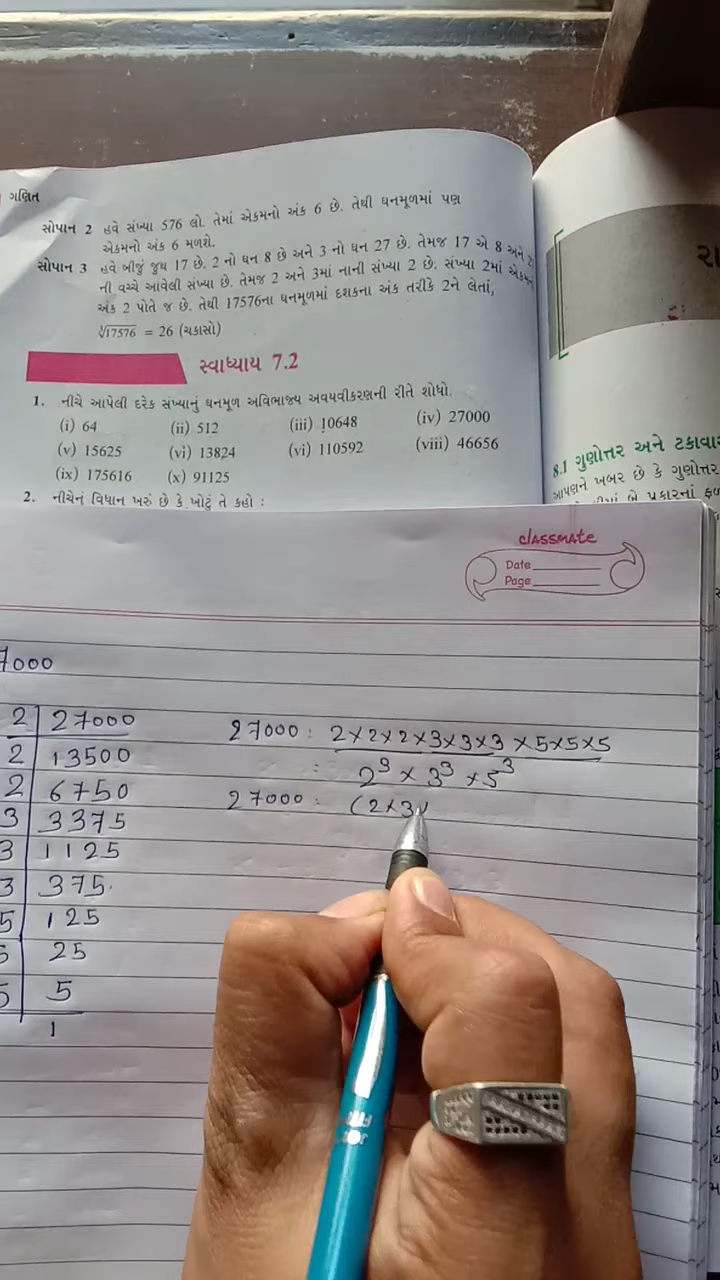 ગણિત
સોપાન 2 હવે સંખ્યા 576 લો. તેમાં એકમનો અંક 6 છે. તેથી ઘનમૂળમાં પણ
એકમનો અંક 6 મળશે.
સોપાન 3 હવે બીજું જુથ 17 છે. 2 નો ઘન 8 છે અને 3 નો ઘન 27 છે. તેમજ 17 એ 8 અને
ની વચ્ચે આવેલી સંખ્યા છે. તેમજ 2 અને 3માં નાની સંખ્યા 2 છે. સંખ્યા 2માં
અંક 2 પોતે જ છે. તેથી 17576ના ઘનમૂળમાં દશકના અંક તરીકે 2ને લેતાં,
∛17576 = 26 (ચકાસો)
સ્વાધ્યાય 7.2
1. નીચે આપેલી દરેક સંખ્યાનું ઘનમૂળ અવિભાજ્ય અવયવીકરણની રીતે શોધો.
(i) 64 (ii) 512 (iii) 10648 (iv) 27000
(v) 15625 (vi) 13824 (vi) 110592 (viii) 46656
(ix) 175616 (x) 91125
2. નીચેનું વિધાન ખરું છે કે ખોટું તે કહો :
8.1 ગુણોત્તર અને ટકાવા
આપણને ખબર છે કે ગુણોત્તર
બે પ્રકારનાં
classmate
Date
Page
7000
2 27000
2 13500
2 6750
3 3375
3 1125
3 375
5 125
5 25
5 5
1
27000 : 2×2×2×3×3×3×5×5×5
: 2³ × 3³ × 5³
27000 : (2×3